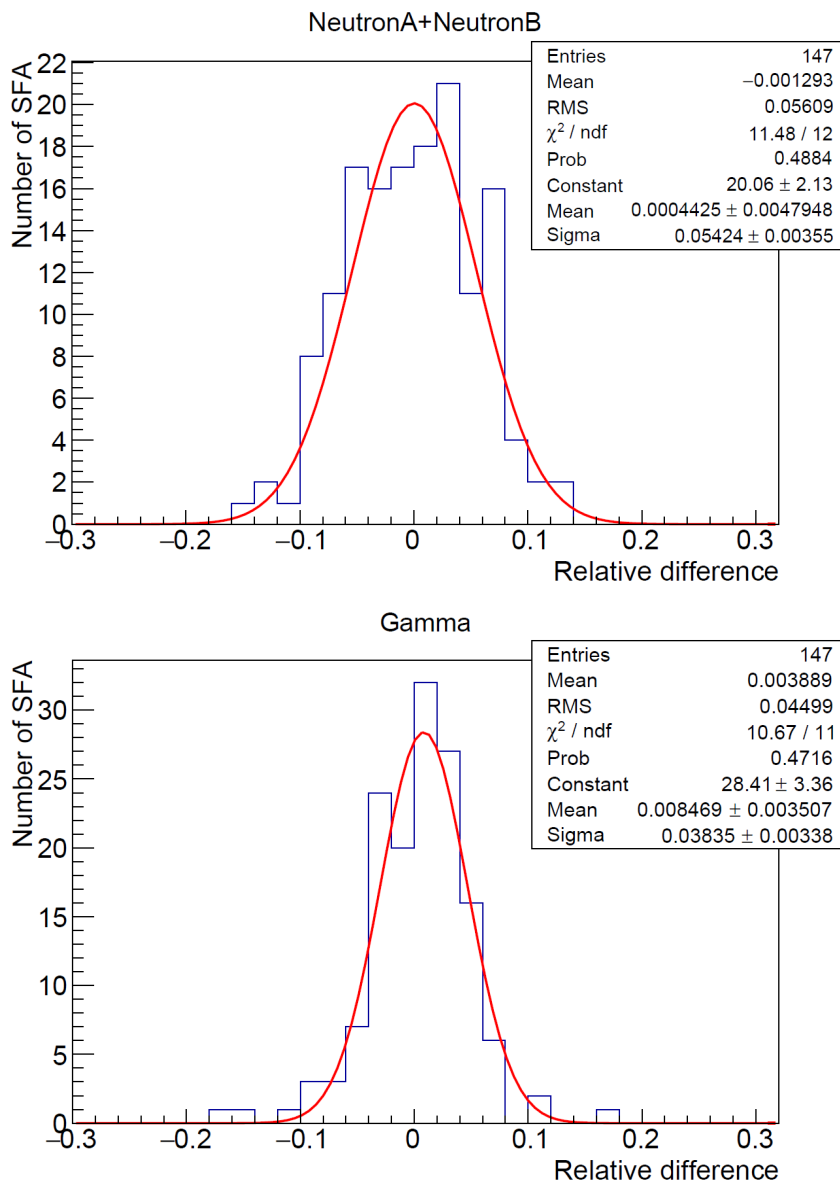 NeutronA+NeutronB
Number of SFA
22
20
18
16
14
12
10
8
6
4
2
0
−0.3 −0.2 −0.1 0 0.1 0.2 0.3
Relative difference
Entries 147
Mean −0.001293
RMS 0.05609
χ² / ndf 11.48 / 12
Prob 0.4884
Constant 20.06 ± 2.13
Mean 0.0004425 ± 0.0047948
Sigma 0.05424 ± 0.00355
Gamma
Number of SFA
30
25
20
15
10
5
0
−0.3 −0.2 −0.1 0 0.1 0.2 0.3
Relative difference
Entries 147
Mean 0.003889
RMS 0.04499
χ² / ndf 10.67 / 11
Prob 0.4716
Constant 28.41 ± 3.36
Mean 0.008469 ± 0.003507
Sigma 0.03835 ± 0.00338